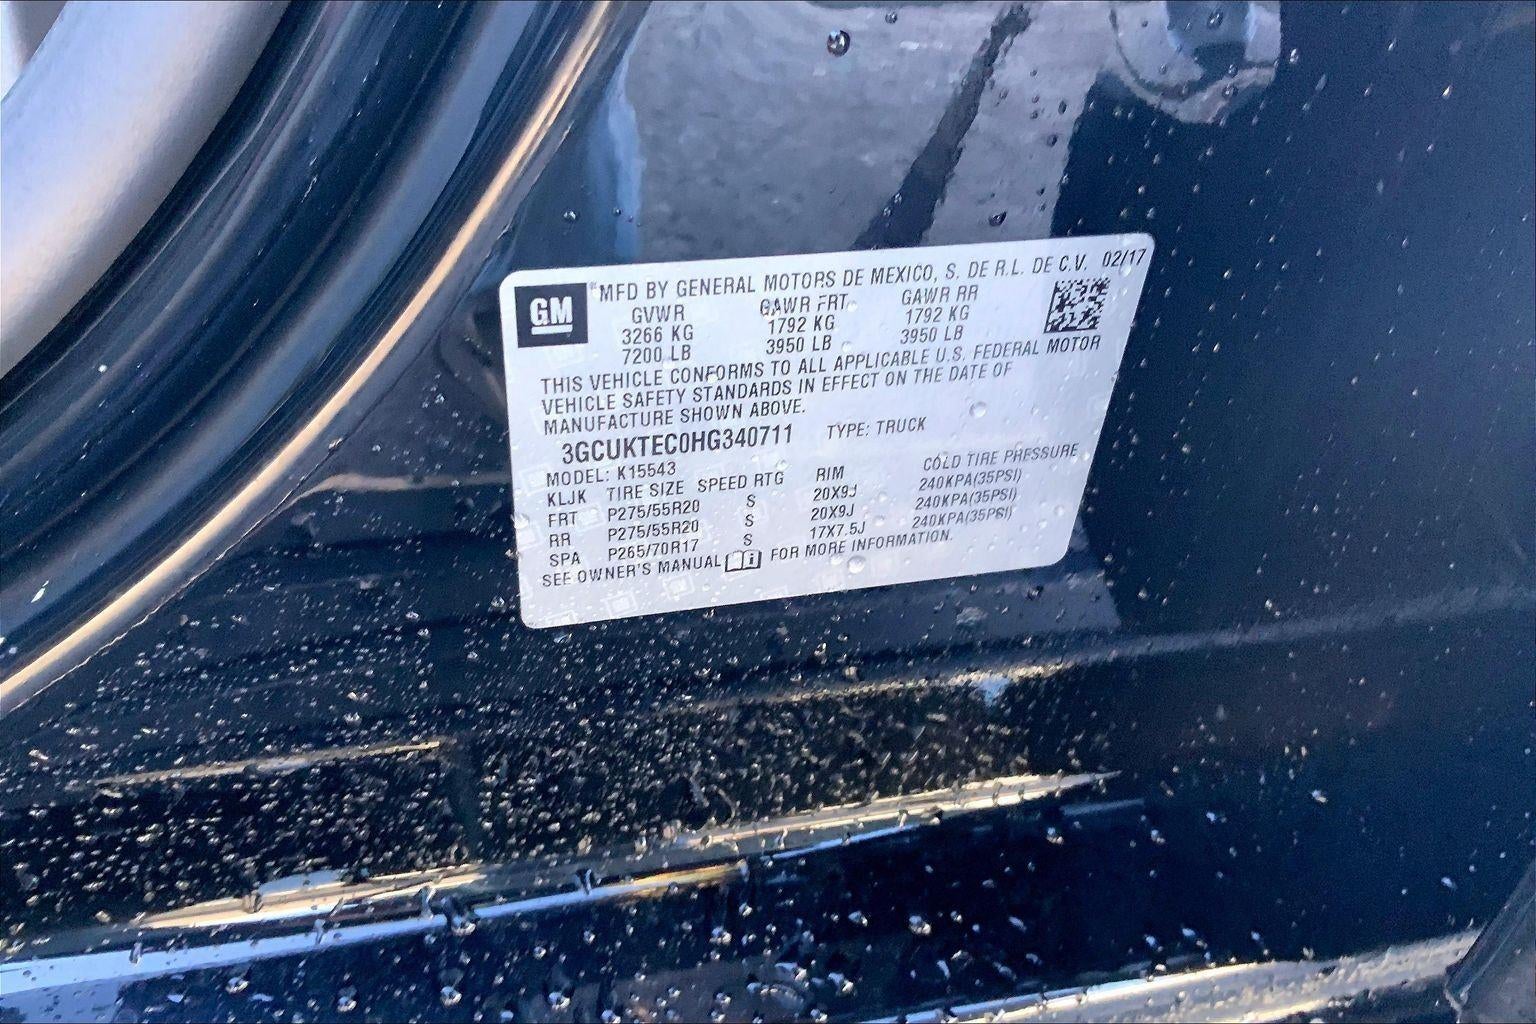 GM
MFD BY GENERAL MOTORS DE MEXICO, S. DE R.L. DE C.V. 02/17
GVWR GAWR FRT GAWR RR
3266 KG 1792 KG 1792 KG
7200 LB 3950 LB 3950 LB
THIS VEHICLE CONFORMS TO ALL APPLICABLE U.S. FEDERAL MOTOR
VEHICLE SAFETY STANDARDS IN EFFECT ON THE DATE OF
MANUFACTURE SHOWN ABOVE.
3GCUKTEC0HG340711 TYPE: TRUCK
MODEL: K15543
KLJK TIRE SIZE SPEED RTG RIM COLD TIRE PRESSURE
FRT P275/55R20 S 20X9J 240KPA(35PSI)
RR P275/55R20 S 20X9J 240KPA(35PSI)
SPA P265/70R17 S 17X7.5J 240KPA(35PSI)
SEE OWNER'S MANUAL FOR MORE INFORMATION.